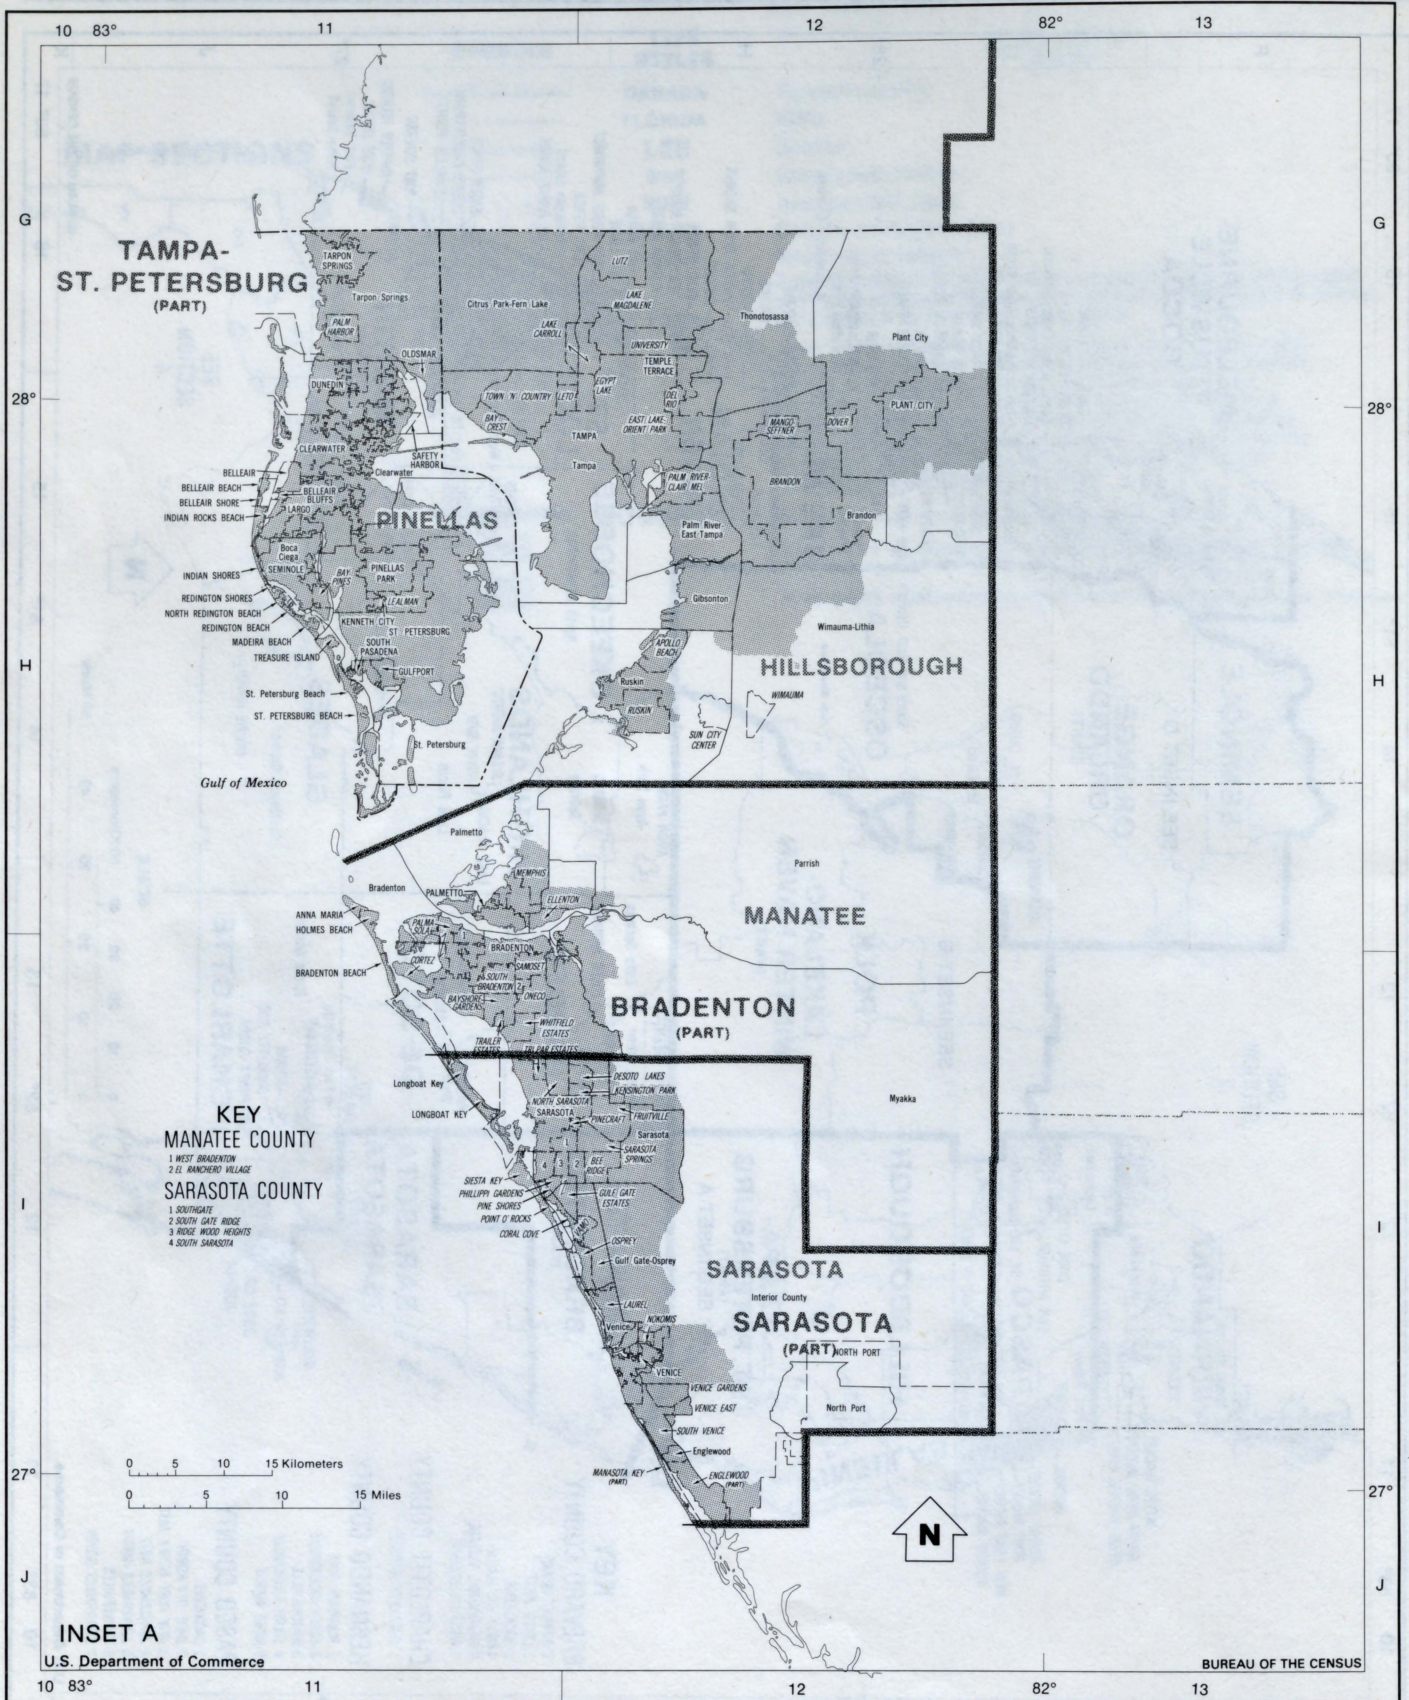 10 83° 11 12 82° 13
G
G
TAMPA-
ST. PETERSBURG
(PART)
TARPON
SPRINGS
Tarpon Springs
PALM
HARBOR
OLDSMAR
DUNEDIN
Citrus Park-Fern Lake
LUTZ
LAKE
MAGDALENE
LAKE
CARROLL
UNIVERSITY
TEMPLE
TERRACE
Thonotosassa
Plant City
28°
28°
TOWN 'N' COUNTRY
LETO
EGYPT
LAKE
DEL
RIO
BAY
CREST
EAST LAKE-
ORIENT PARK
MANGO-
SEFFNER
DOVER
PLANT CITY
TAMPA
Tampa
CLEARWATER
SAFETY
HARBOR
Clearwater
BELLEAIR
BELLEAIR BEACH
BELLEAIR SHORE
INDIAN ROCKS BEACH
BELLEAIR
BLUFFS
LARGO
PINELLAS
PALM RIVER
CLAIR MEL
BRANDON
Brandon
Palm River-
East Tampa
Boca
Ciega
SEMINOLE
BAY
PINES
PINELLAS
PARK
INDIAN SHORES
REDINGTON SHORES
NORTH REDINGTON BEACH
REDINGTON BEACH
MADEIRA BEACH
TREASURE ISLAND
LEALMAN
KENNETH CITY
ST PETERSBURG
SOUTH
PASADENA
GULFPORT
Gibsonton
Wimauma-Lithia
APOLLO
BEACH
HILLSBOROUGH
H
H
Ruskin
RUSKIN
WIMAUMA
SUN CITY
CENTER
St. Petersburg Beach
ST. PETERSBURG BEACH
St. Petersburg
Gulf of Mexico
Palmetto
Parrish
MEMPHIS
Bradenton
PALMETTO
ELLENTON
MANATEE
ANNA MARIA
HOLMES BEACH
PALMA
SOLA
1
BRADENTON
BRADENTON BEACH
CORTEZ
SAMOSET
SOUTH
BRADENTON
2
ONECO
BAYSHORE
GARDENS
BRADENTON
(PART)
WHITFIELD
ESTATES
TRAILER
ESTATES
TRI PAR ESTATES
Longboat Key
LONGBOAT KEY
DESOTO LAKES
KENSINGTON PARK
NORTH SARASOTA
SARASOTA
PINECRAFT
FRUITVILLE
Sarasota
Myakka
SARASOTA
SPRINGS
1
4 3 2
BEE
RIDGE
KEY
MANATEE COUNTY
1 WEST BRADENTON
2 EL RANCHERO VILLAGE
SARASOTA COUNTY
1 SOUTHGATE
2 SOUTH GATE RIDGE
3 RIDGE WOOD HEIGHTS
4 SOUTH SARASOTA
SIESTA KEY
PHILLIPPI GARDENS
PINE SHORES
POINT O' ROCKS
CORAL COVE
GULF GATE
ESTATES
VAMO
I
I
OSPREY
Gulf Gate-Osprey
SARASOTA
Interior County
SARASOTA
(PART)
LAUREL
NOKOMIS
Venice
VENICE
NORTH PORT
North Port
VENICE GARDENS
VENICE EAST
SOUTH VENICE
Englewood
MANASOTA KEY
(PART)
ENGLEWOOD
(PART)
0 5 10 15 Kilometers
0 5 10 15 Miles
27°
27°
N
J
J
INSET A
U.S. Department of Commerce
BUREAU OF THE CENSUS
10 83° 11 12 82° 13